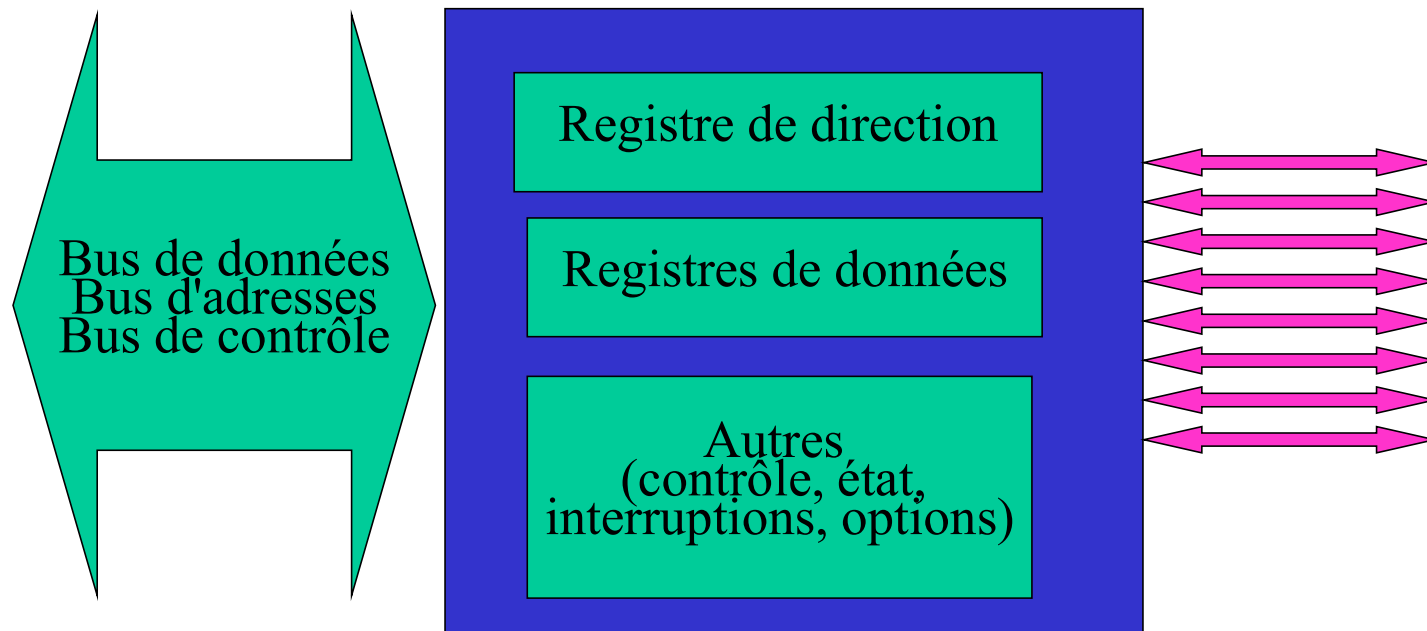 Bus de données
Bus d'adresses
Bus de contrôle
Registre de direction
Registres de données
Autres
(contrôle, état,
interruptions, options)